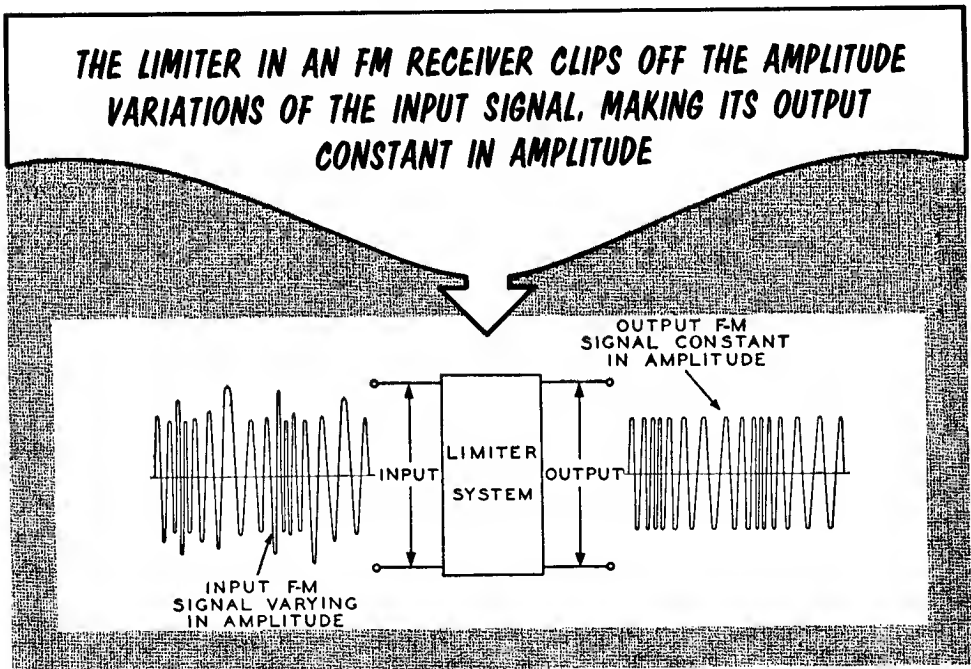 THE LIMITER IN AN FM RECEIVER CLIPS OFF THE AMPLITUDE
VARIATIONS OF THE INPUT SIGNAL, MAKING ITS OUTPUT
CONSTANT IN AMPLITUDE
OUTPUT F-M
SIGNAL CONSTANT
IN AMPLITUDE
LIMITER
SYSTEM
INPUT
OUTPUT
INPUT F-M
SIGNAL VARYING
IN AMPLITUDE